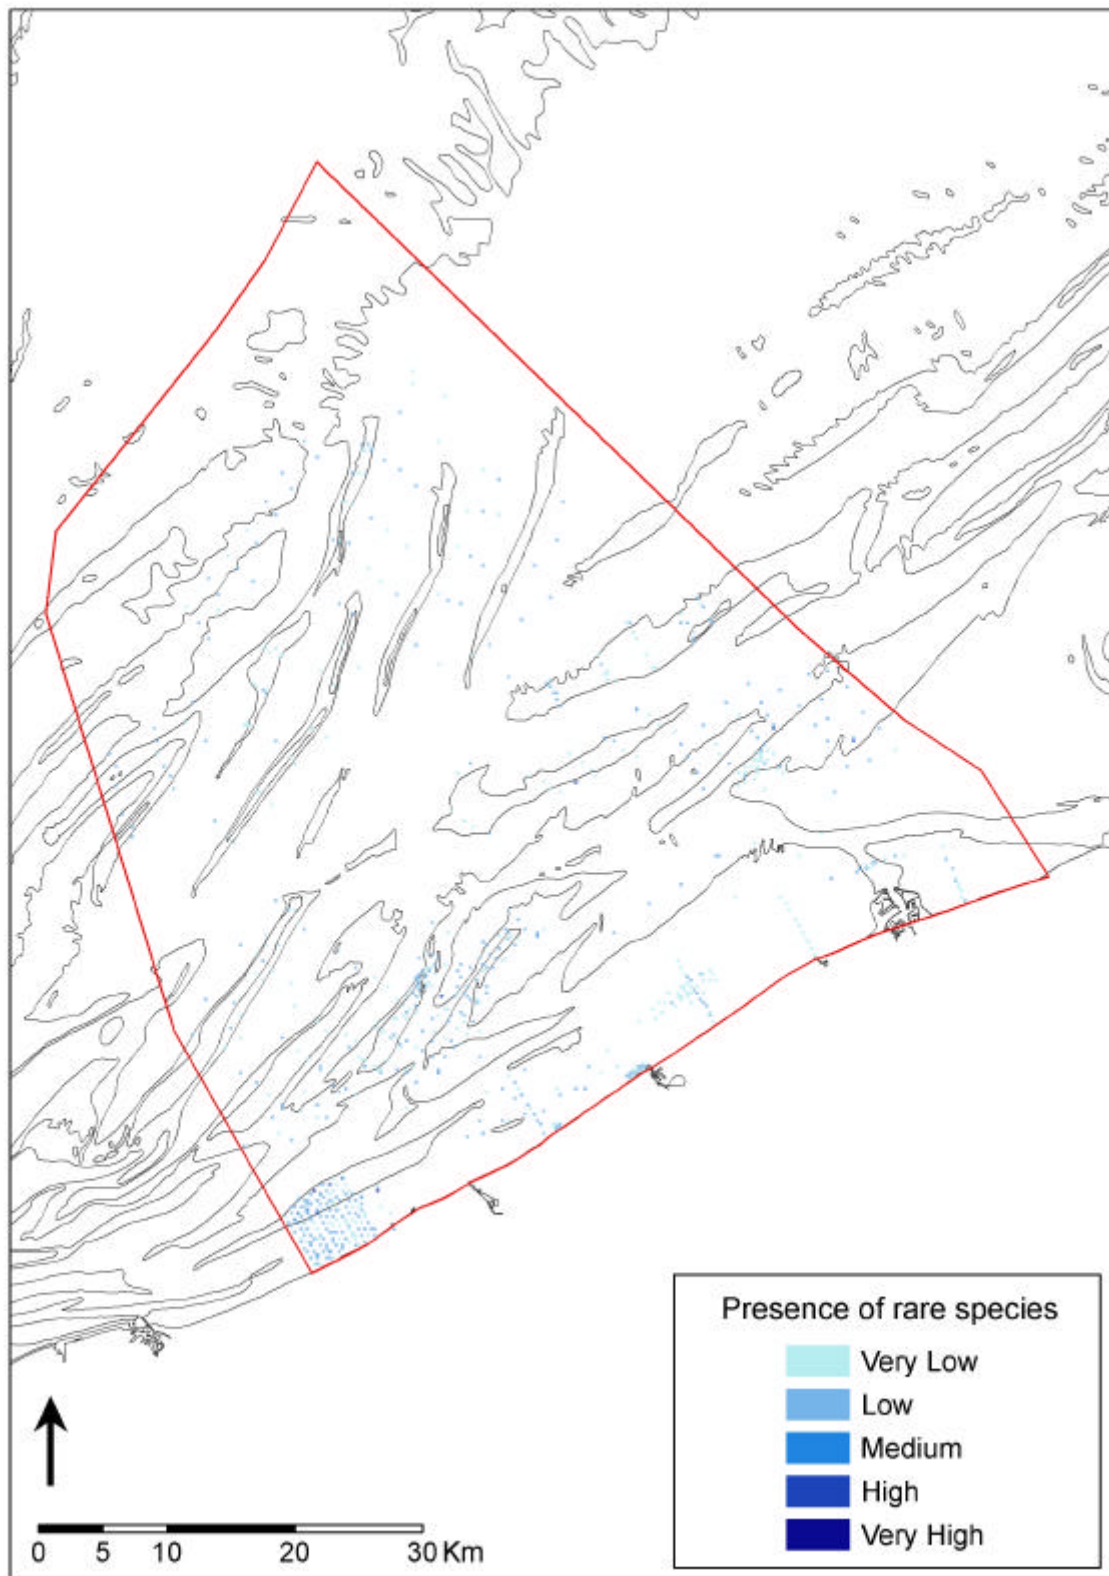 Presence of rare species
Very Low
Low
Medium
High
Very High
0 5 10 20 30 Km